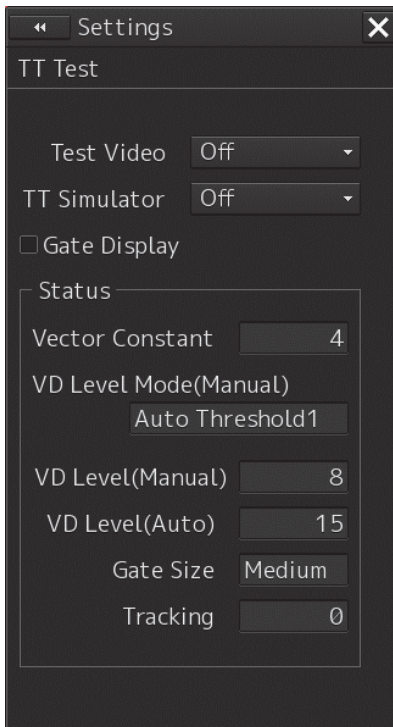 Settings
TT Test
Test Video Off
TT Simulator Off
Gate Display
Status
Vector Constant 4
VD Level Mode(Manual)
Auto Threshold1
VD Level(Manual) 8
VD Level(Auto) 15
Gate Size Medium
Tracking 0